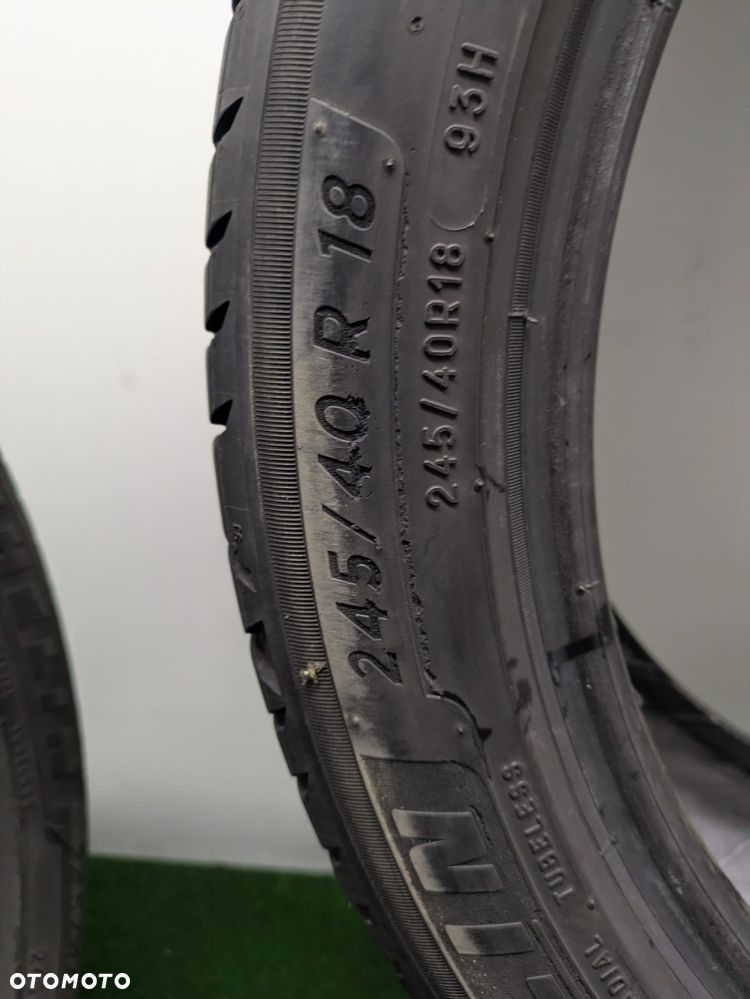 245/40 R 18
245/40R18 93H
TUBELESS
OTOMOTO